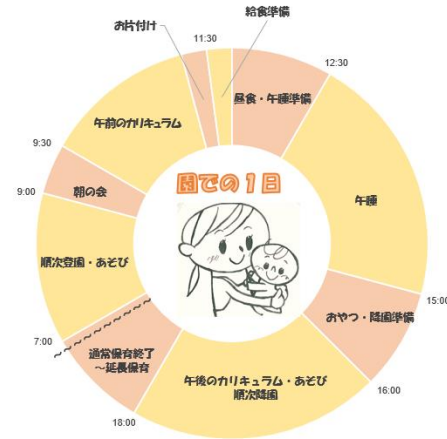 給食準備
お片付け
11:30
12:30
昼食・午睡準備
午前のカリキュラム
9:30
朝の会
9:00
園での1日
午睡
順次登園・あそび
15:00
おやつ・降園準備
7:00
通常保育終了
～延長保育
午後のカリキュラム・あそび
順次降園
16:00
18:00